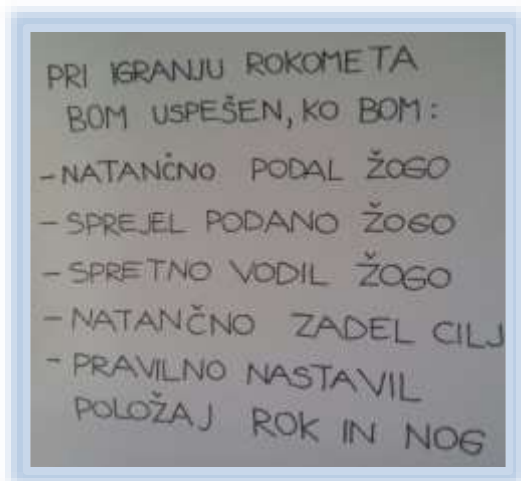 PRI IGRANJU ROKOMETA
BOM USPEŠEN, KO BOM:
- NATANČNO PODAL ŽOGO
- SPREJEL PODANO ŽOGO
- SPRETNO VODIL ŽOGO
- NATANČNO ZADEL CILJ
- PRAVILNO NASTAVIL
POLOŽAJ ROK IN NOG